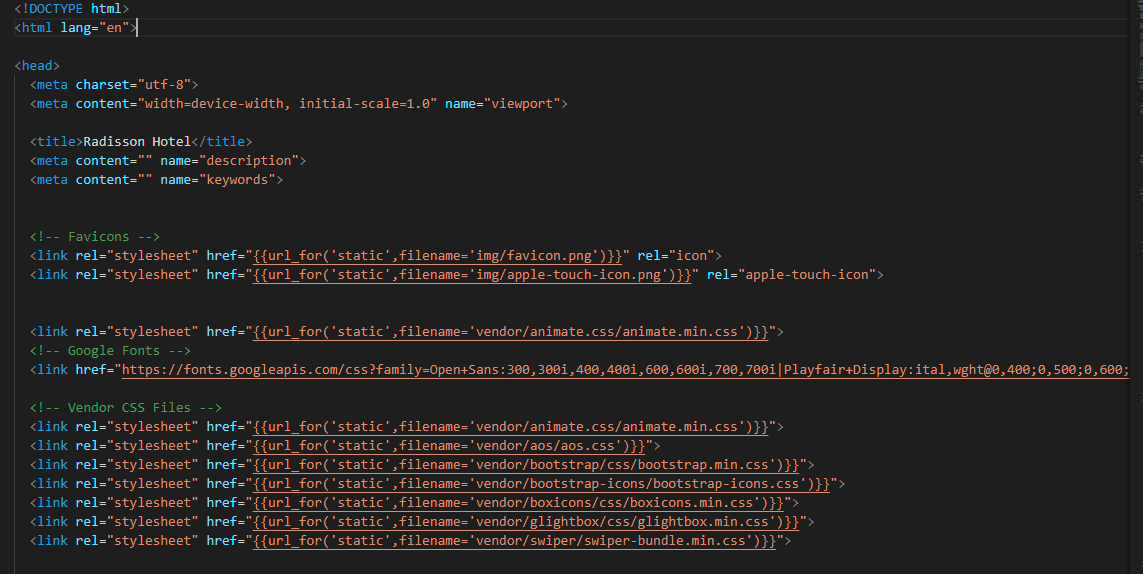 <!DOCTYPE html>
<html lang="en">
<head>
<meta charset="utf-8">
<meta content="width=device-width, initial-scale=1.0" name="viewport">
<title>Radisson Hotel</title>
<meta content="" name="description">
<meta content="" name="keywords">
<!-- Favicons -->
<link rel="stylesheet" href="{{url_for('static',filename='img/favicon.png')}}" rel="icon">
<link rel="stylesheet" href="{{url_for('static',filename='img/apple-touch-icon.png')}}" rel="apple-touch-icon">
<link rel="stylesheet" href="{{url_for('static',filename='vendor/animate.css/animate.min.css')}}">
<!-- Google Fonts -->
<link href="https://fonts.googleapis.com/css?family=Open+Sans:300,300i,400,400i,600,600i,700,700i|Playfair+Display:ital,wght@0,400;0,500;0,600;
<!-- Vendor CSS Files -->
<link rel="stylesheet" href="{{url_for('static',filename='vendor/animate.css/animate.min.css')}}">
<link rel="stylesheet" href="{{url_for('static',filename='vendor/aos/aos.css')}}">
<link rel="stylesheet" href="{{url_for('static',filename='vendor/bootstrap/css/bootstrap.min.css')}}">
<link rel="stylesheet" href="{{url_for('static',filename='vendor/bootstrap-icons/bootstrap-icons.css')}}">
<link rel="stylesheet" href="{{url_for('static',filename='vendor/boxicons/css/boxicons.min.css')}}">
<link rel="stylesheet" href="{{url_for('static',filename='vendor/glightbox/css/glightbox.min.css')}}">
<link rel="stylesheet" href="{{url_for('static',filename='vendor/swiper/swiper-bundle.min.css')}}">